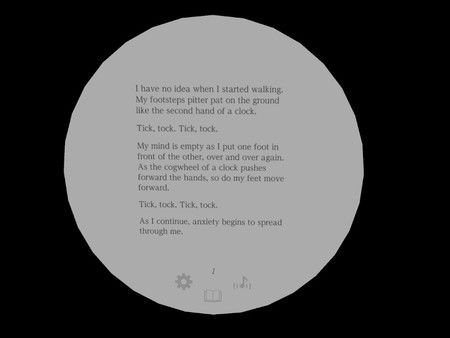 I have no idea when I started walking.
My footsteps pitter pat on the ground
like the second hand of a clock.
Tick, tock. Tick, tock.
My mind is empty as I put one foot in
front of the other, over and over again.
As the cogwheel of a clock pushes
forward the hands, so do my feet move
forward.
Tick, tock, Tick, tock.
As I continue, anxiety begins to spread
through me.